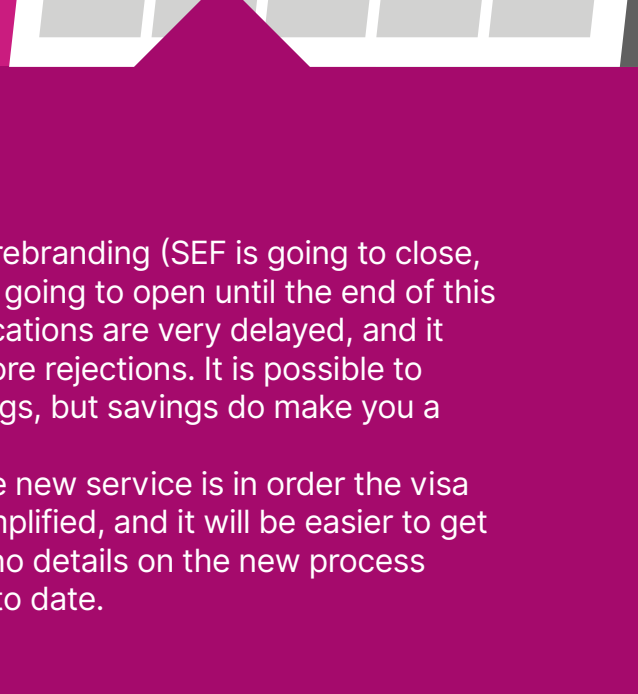 rebranding (SEF is going to close,
going to open until the end of this
cations are very delayed, and it
ore rejections. It is possible to
gs, but savings do make you a
e new service is in order the visa
mplified, and it will be easier to get
no details on the new process
to date.